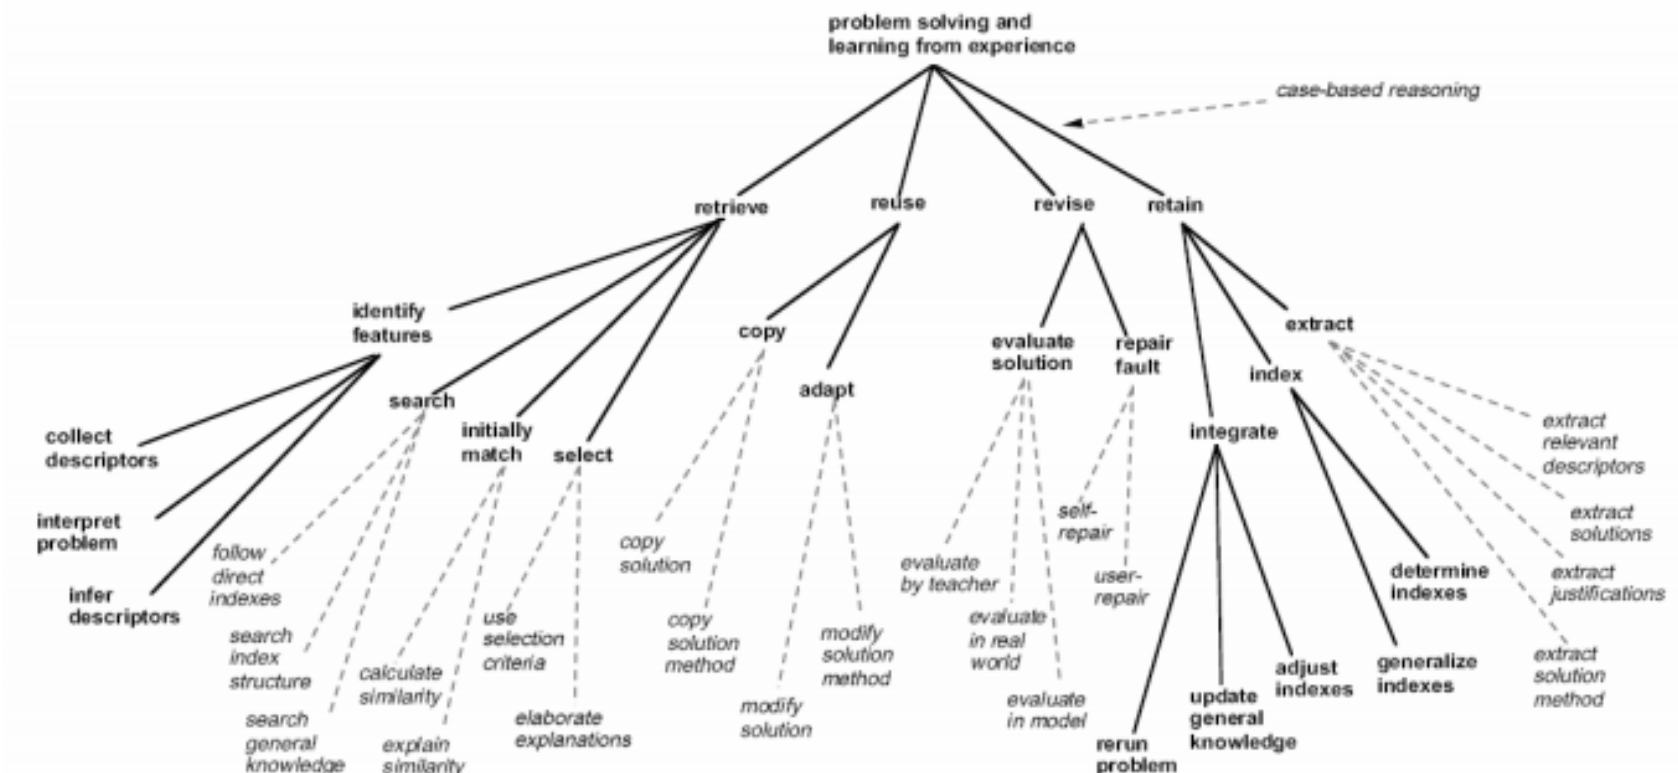 problem solving and
learning from experience
case-based reasoning
retrieve
reuse
revise
retain
identify
features
search
initially
match
select
copy
adapt
evaluate
solution
repair
fault
integrate
index
extract
collect
descriptors
interpret
problem
infer
descriptors
follow
direct
indexes
search
index
structure
search
general
knowledge
calculate
similarity
explain
similarity
use
selection
criteria
elaborate
explanations
copy
solution
copy
solution
method
modify
solution
modify
solution
method
evaluate
by teacher
evaluate
in real
world
evaluate
in model
self-
repair
user-
repair
rerun
problem
update
general
knowledge
adjust
indexes
generalize
indexes
determine
indexes
extract
relevant
descriptors
extract
solutions
extract
justifications
extract
solution
method